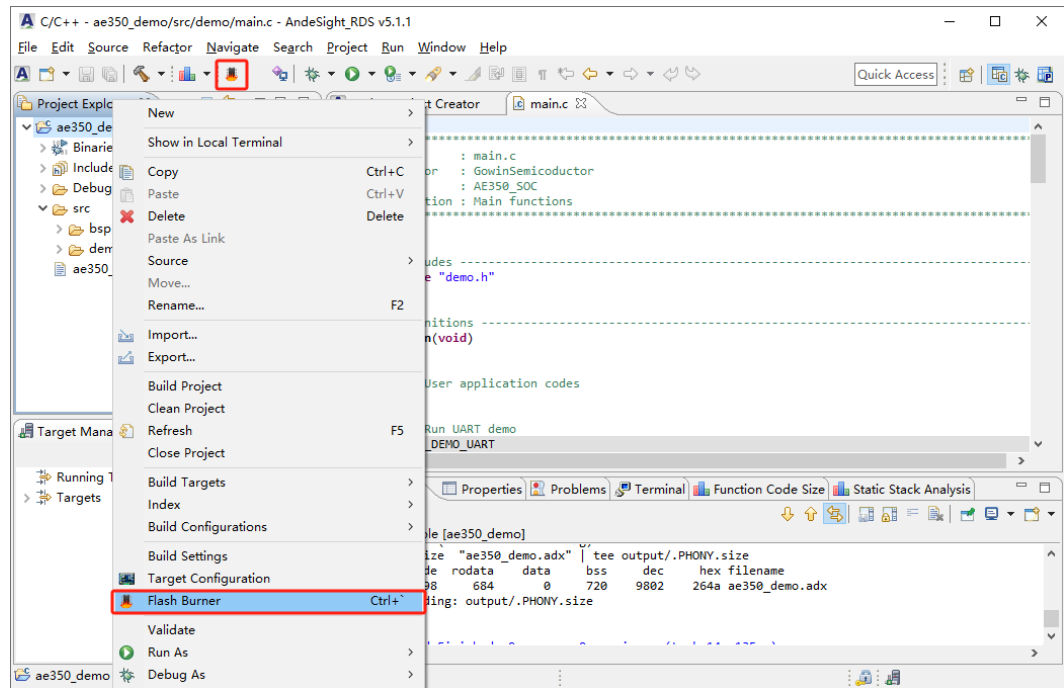 C/C++ - ae350_demo/src/demo/main.c - AndeSight_RDS v5.1.1
File Edit Source Refactor Navigate Search Project Run Window Help
Quick Access
Project Explo
t Creator
main.c
ae350_de
Binarie
Include
Debug
src
bsp
dem
ae350_
New
Show in Local Terminal
Copy Ctrl+C
Paste Ctrl+V
Delete Delete
Paste As Link
Source
Move...
Rename... F2
Import...
Export...
Build Project
Clean Project
Refresh F5
Close Project
Build Targets
Index
Build Configurations
Build Settings
Target Configuration
Flash Burner Ctrl+`
Validate
Run As
Debug As
*****
: main.c
or : GowinSemicoductor
: AE350_SOC
tion : Main functions
*****
udes ----
e "demo.h"
nitions ----
n(void)
User application codes
Run UART demo
_DEMO_UART
Target Mana
Running T
Targets
Properties Problems Terminal Function Code Size Static Stack Analysis
ole [ae350_demo]
ize "ae350_demo.adx" | tee output/.PHONY.size
de rodata data bss dec hex filename
98 684 0 720 9802 264a ae350_demo.adx
ding: output/.PHONY.size
ae350_demo